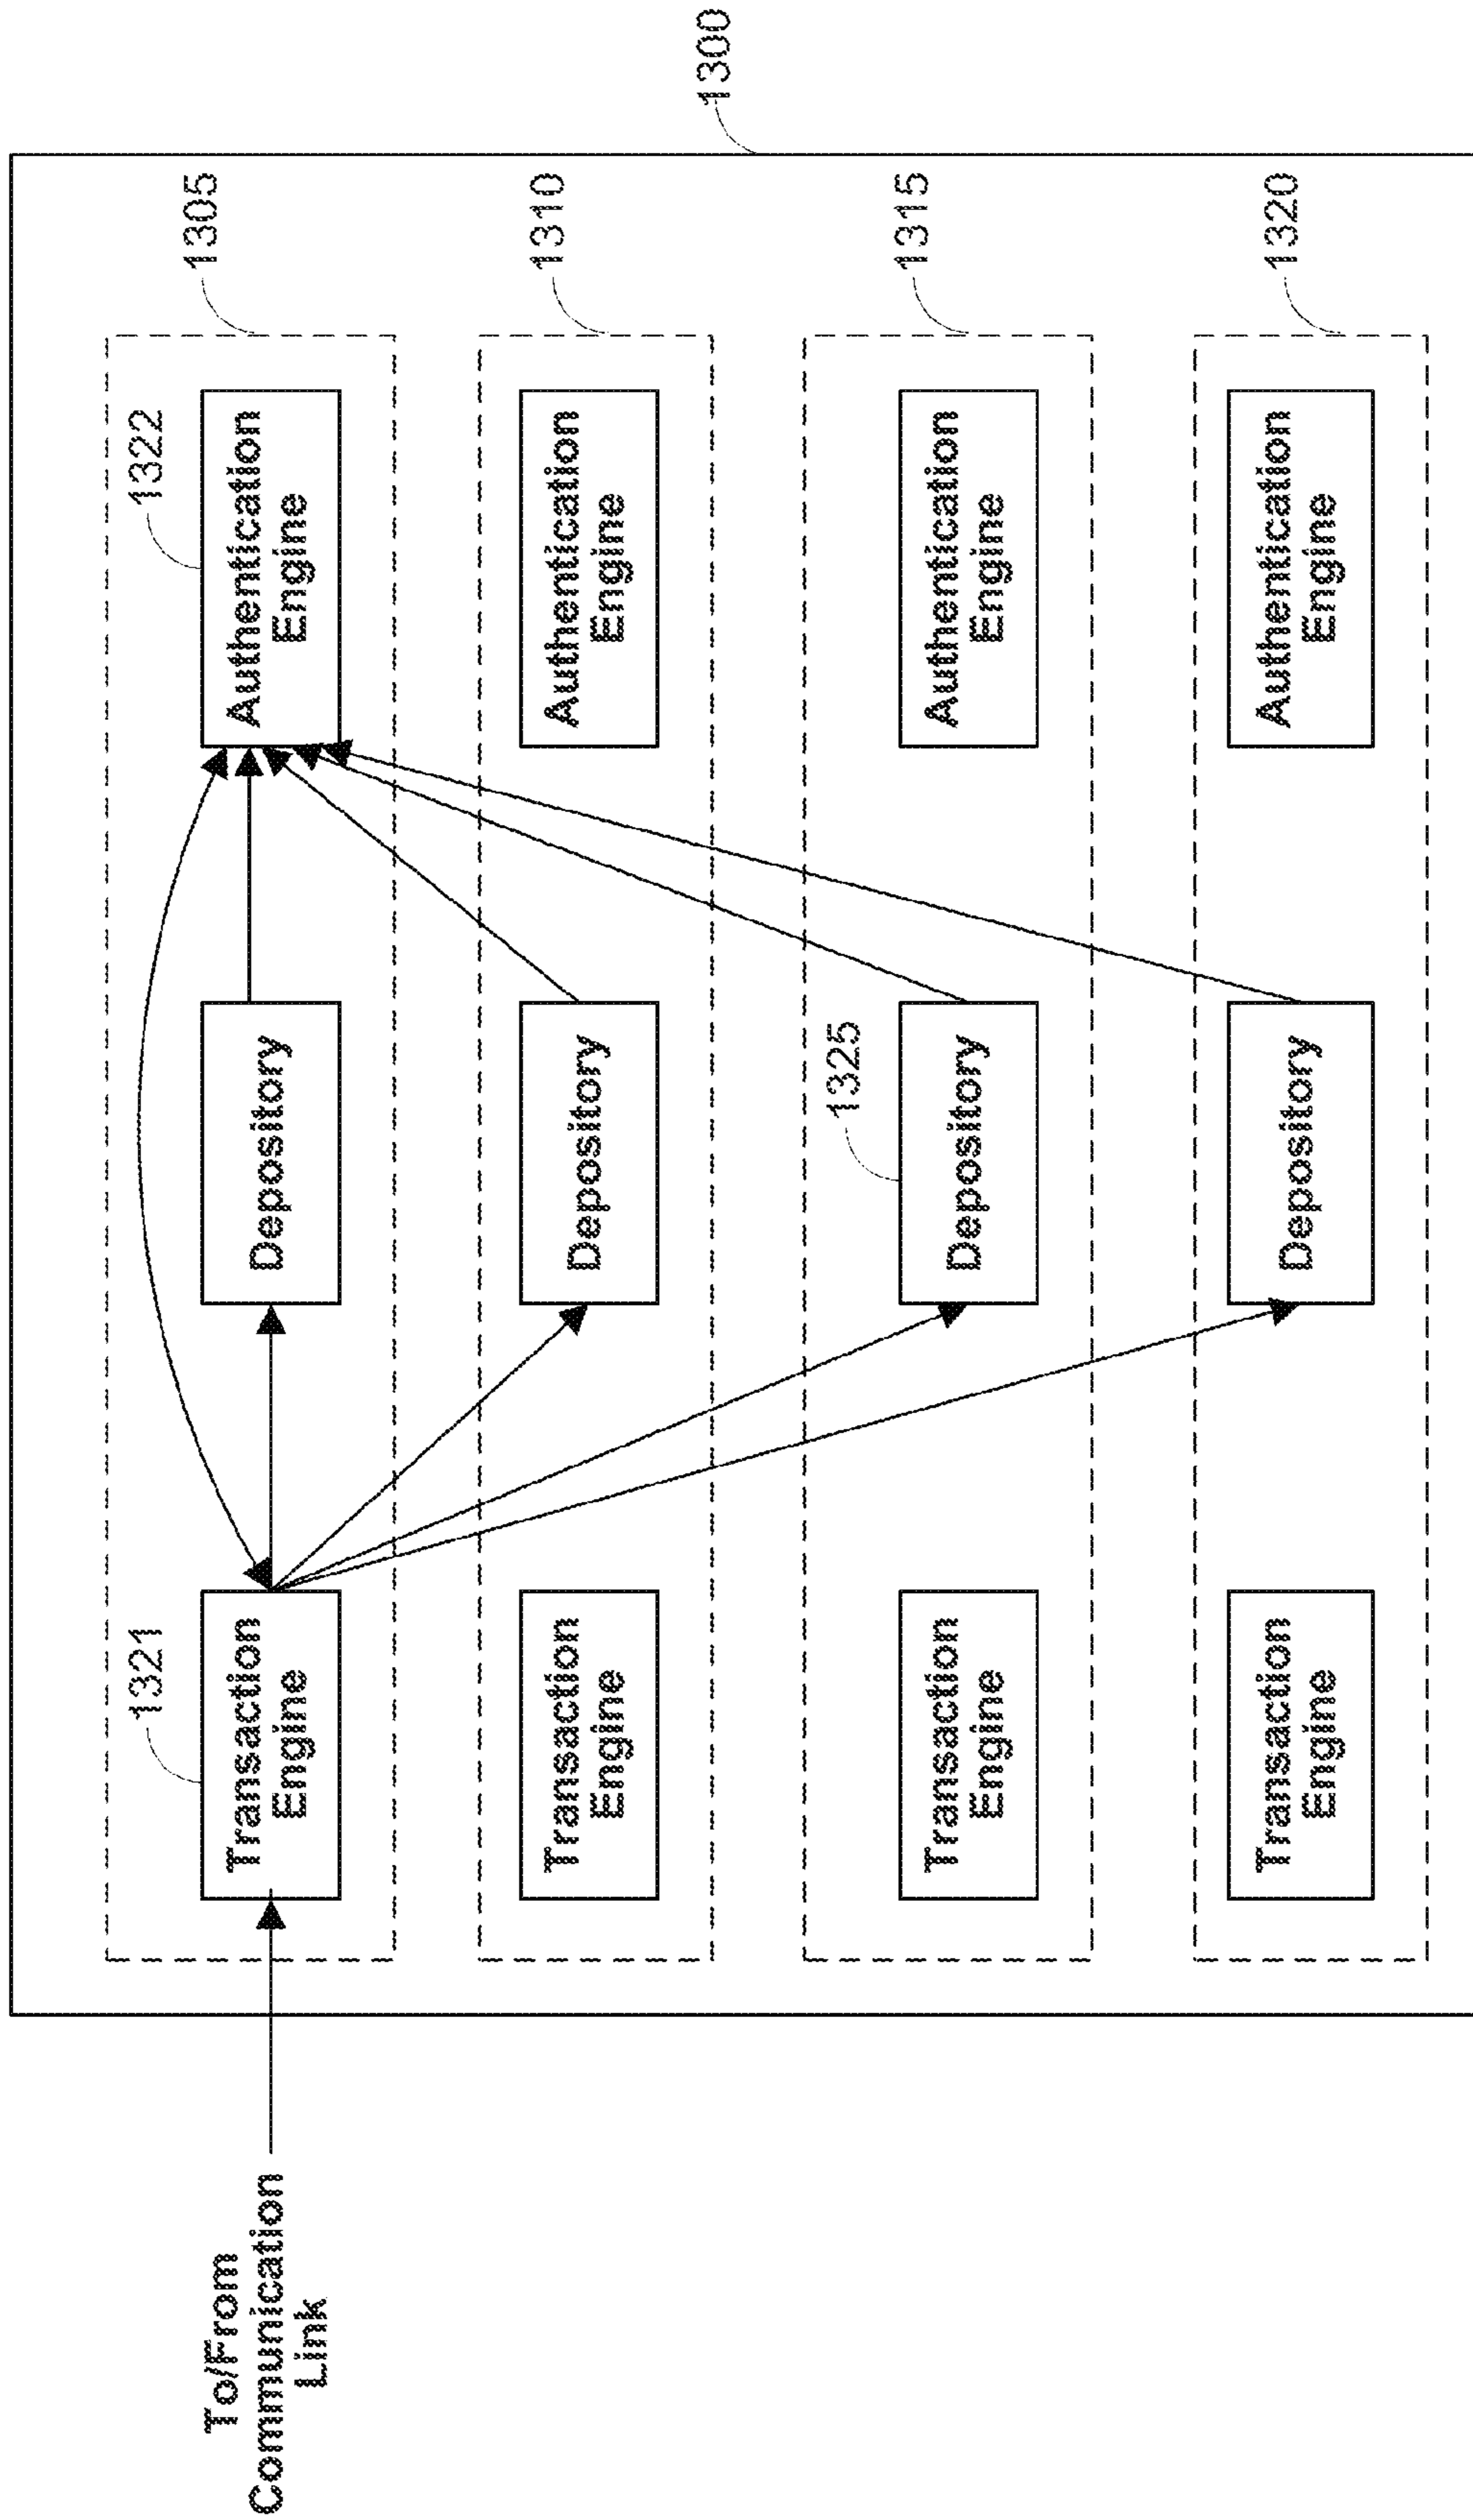 1300
1305
1321
1322
To/From
Communication
Link
Transaction
Engine
Depository
Authentication
Engine
1310
Transaction
Engine
Depository
Authentication
Engine
1315
1325
Transaction
Engine
Depository
Authentication
Engine
1320
Transaction
Engine
Depository
Authentication
Engine